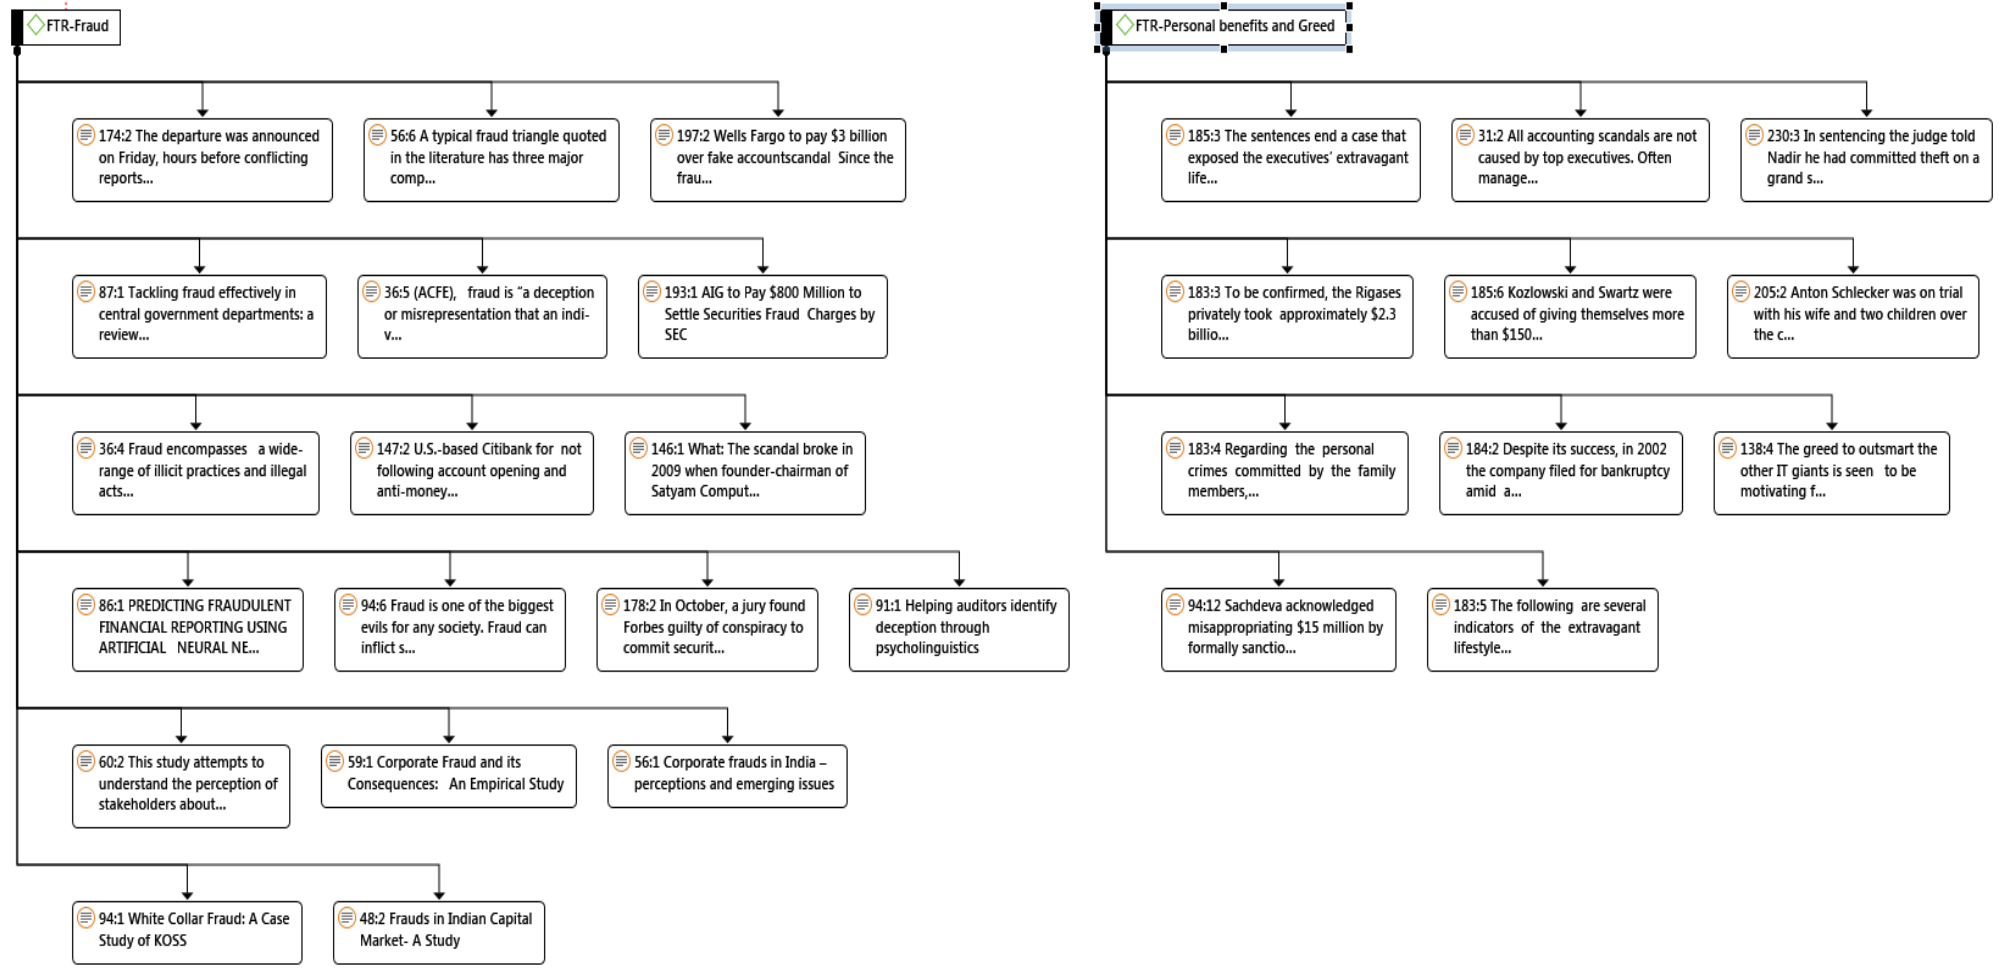 FTR-Fraud
174:2 The departure was announced
on Friday, hours before conflicting
reports...
56:6 A typical fraud triangle quoted
in the literature has three major
comp...
197:2 Wells Fargo to pay $3 billion
over fake accountscandal Since the
frau...
87:1 Tackling fraud effectively in
central government departments: a
review...
36:5 (ACFE), fraud is “a deception
or misrepresentation that an indi-
v...
193:1 AIG to Pay $800 Million to
Settle Securities Fraud Charges by
SEC
36:4 Fraud encompasses a wide-
range of illicit practices and illegal
acts...
147:2 U.S.-based Citibank for not
following account opening and
anti-money...
146:1 What: The scandal broke in
2009 when founder-chairman of
Satyam Comput...
86:1 PREDICTING FRAUDULENT
FINANCIAL REPORTING USING
ARTIFICIAL NEURAL NE...
94:6 Fraud is one of the biggest
evils for any society. Fraud can
inflict s...
178:2 In October, a jury found
Forbes guilty of conspiracy to
commit securit...
91:1 Helping auditors identify
deception through
psycholinguistics
60:2 This study attempts to
understand the perception of
stakeholders about...
59:1 Corporate Fraud and its
Consequences: An Empirical Study
56:1 Corporate frauds in India –
perceptions and emerging issues
94:1 White Collar Fraud: A Case
Study of KOSS
48:2 Frauds in Indian Capital
Market- A Study
FTR-Personal benefits and Greed
185:3 The sentences end a case that
exposed the executives' extravagant
life...
31:2 All accounting scandals are not
caused by top executives. Often
manage...
230:3 In sentencing the judge told
Nadir he had committed theft on a
grand s...
183:3 To be confirmed, the Rigases
privately took approximately $2.3
billio...
185:6 Kozlowski and Swartz were
accused of giving themselves more
than $150...
205:2 Anton Schlecker was on trial
with his wife and two children over
the c...
183:4 Regarding the personal
crimes committed by the family
members,...
184:2 Despite its success, in 2002
the company filed for bankruptcy
amid a...
138:4 The greed to outsmart the
other IT giants is seen to be
motivating f...
94:12 Sachdeva acknowledged
misappropriating $15 million by
formally sanctio...
183:5 The following are several
indicators of the extravagant
lifestyle...